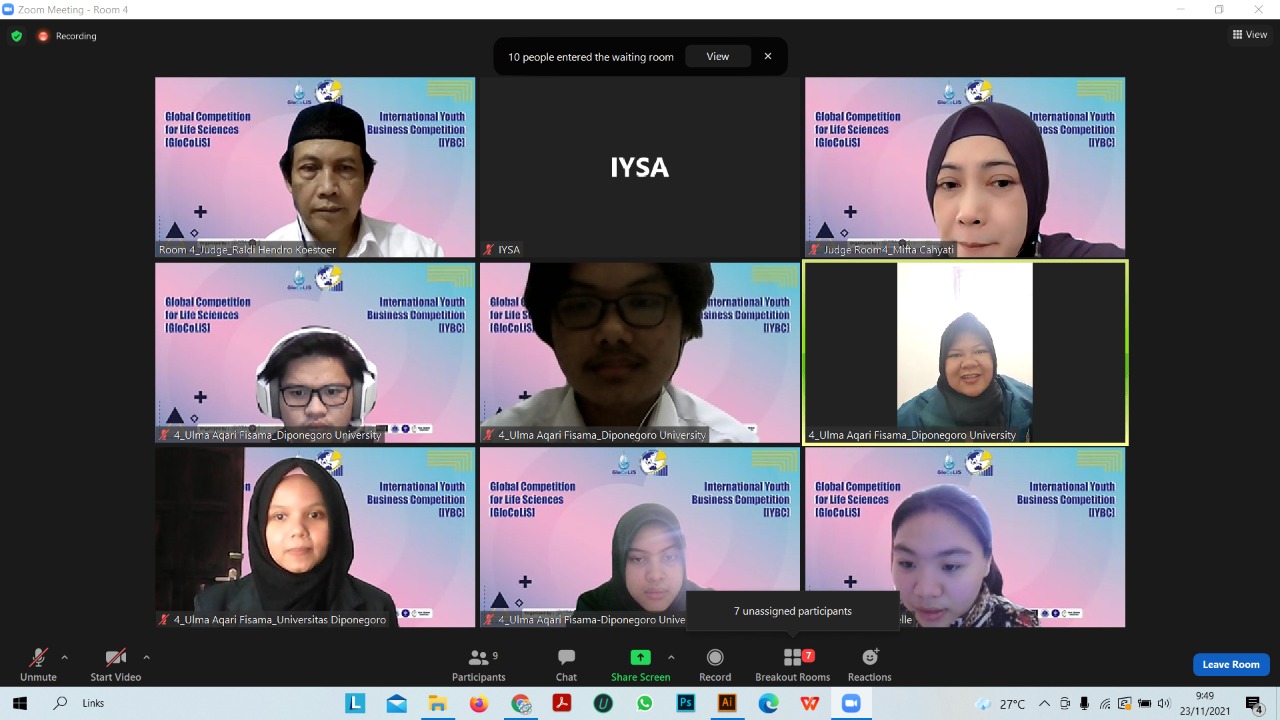 Zoom Meeting - Room 4
Recording
View
10 people entered the waiting room
View
Global Competition
for Life Sciences
[GloCoLiS]
GloCoLiS
International Youth
Business Competition
[IYBC]
Room 4_Judge_Raldi Hendro Koestoer
IYSA
IYSA
Global Competition
for Life Sciences
[GloCoLiS]
GloCoLiS
International Youth
Business Competition
[IYBC]
Judge Room4_Mifta Cahyati
Global Competition
for Life Sciences
[GloCoLiS]
GloCoLiS
International Youth
Business Competition
[IYBC]
4_Ulma Aqari Fisama_Diponegoro University
International Youth
Business Competition
[IYBC]
4_Ulma Aqari Fisama_Diponegoro University
4_Ulma Aqari Fisama_Diponegoro University
International Youth
Business Competition
[IYBC]
4_Ulma Aqari Fisama_Universitas Diponegoro
Global Competition
for Life Sciences
[GloCoLiS]
GloCoLiS
International Youth
Business Competition
[IYBC]
4_Ulma Aqari Fisama-Diponegoro Unive
Global Competition
for Life Sciences
[GloCoLiS]
GloCoLiS
International Youth
Business Competition
[IYBC]
elle
7 unassigned participants
Unmute
Start Video
9
Participants
Chat
Share Screen
Record
7
Breakout Rooms
Reactions
Leave Room
Link
L
U
Ps
Ai
W
27°C
9:49
23/11/2021
4